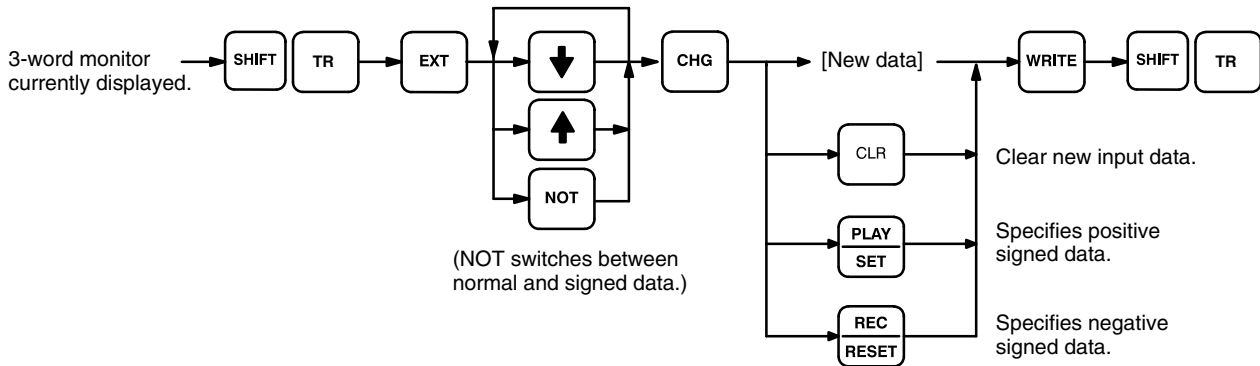 3-word monitor
currently displayed.
SHIFT
TR
EXT
NOT
(NOT switches between
normal and signed data.)
CHG
[New data]
CLR
Clear new input data.
PLAY
SET
Specifies positive
signed data.
REC
RESET
Specifies negative
signed data.
WRITE
SHIFT
TR